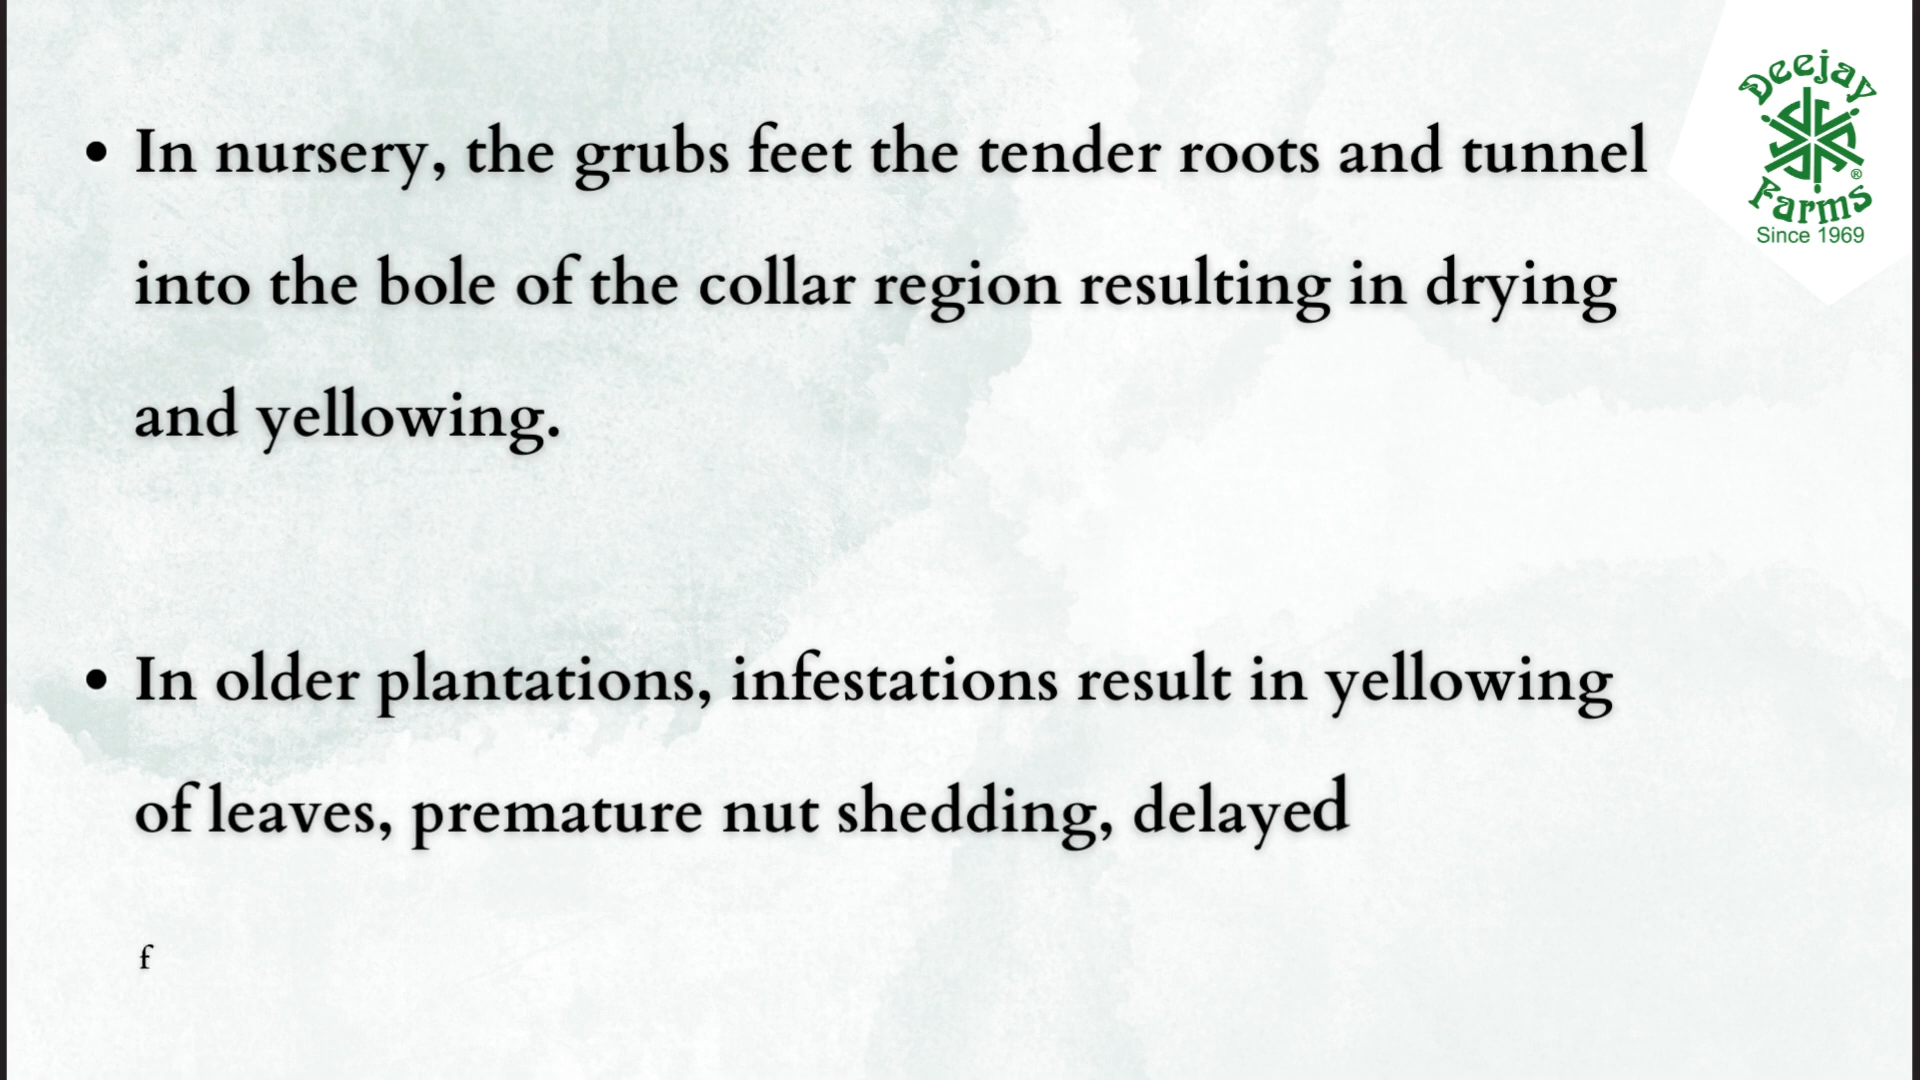 Deejay
Farms
®
Since 1969
• In nursery, the grubs feet the tender roots and tunnel
into the bole of the collar region resulting in drying
and yellowing.
• In older plantations, infestations result in yellowing
of leaves, premature nut shedding, delayed
f